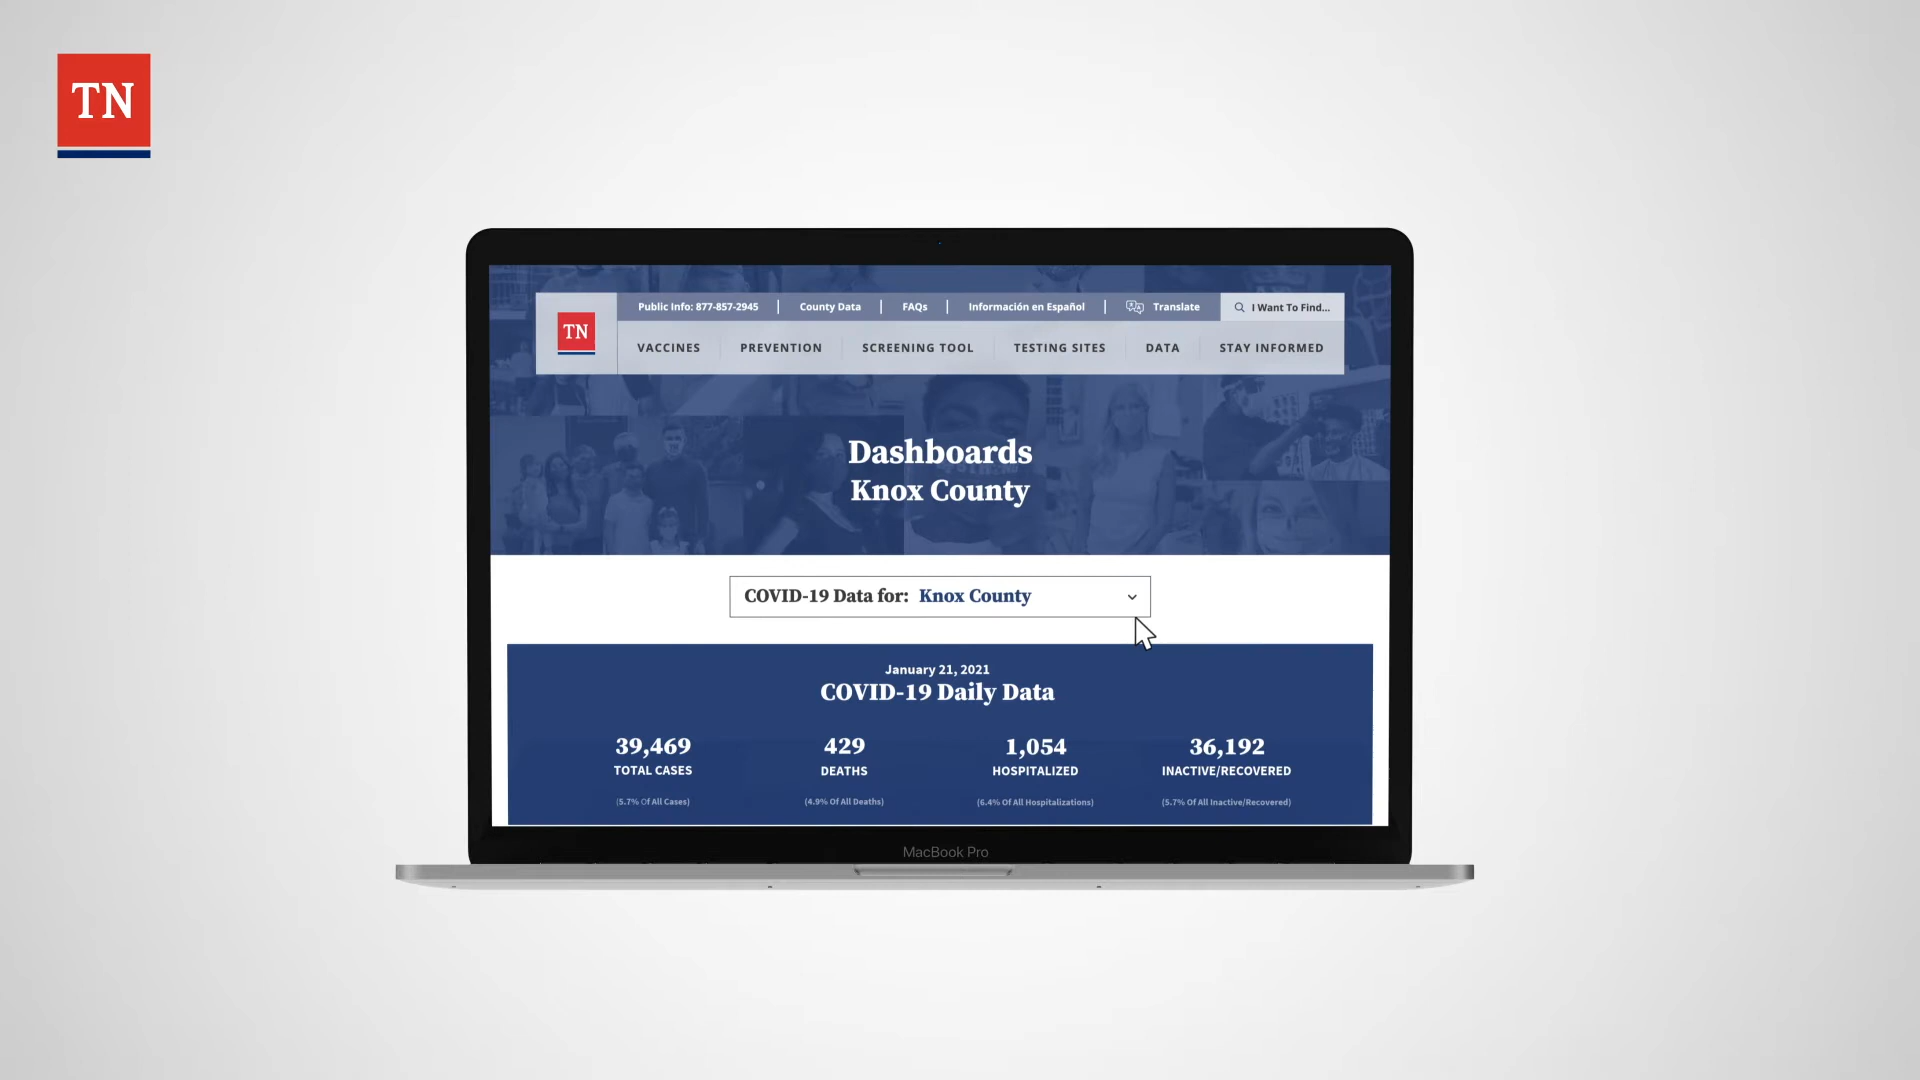 TN
Public Info: 877-857-2945 | County Data | FAQs | Información en Español | Translate
I Want To Find...
TN
VACCINES PREVENTION SCREENING TOOL TESTING SITES DATA STAY INFORMED
Dashboards
Knox County
COVID-19 Data for: Knox County
January 21, 2021
COVID-19 Daily Data
39,469 429 1,054 36,192
TOTAL CASES DEATHS HOSPITALIZED INACTIVE/RECOVERED
(5.7% Of All Cases) (4.9% Of All Deaths) (6.4% Of All Hospitalizations) (5.7% Of All Inactive/Recovered)
MacBook Pro